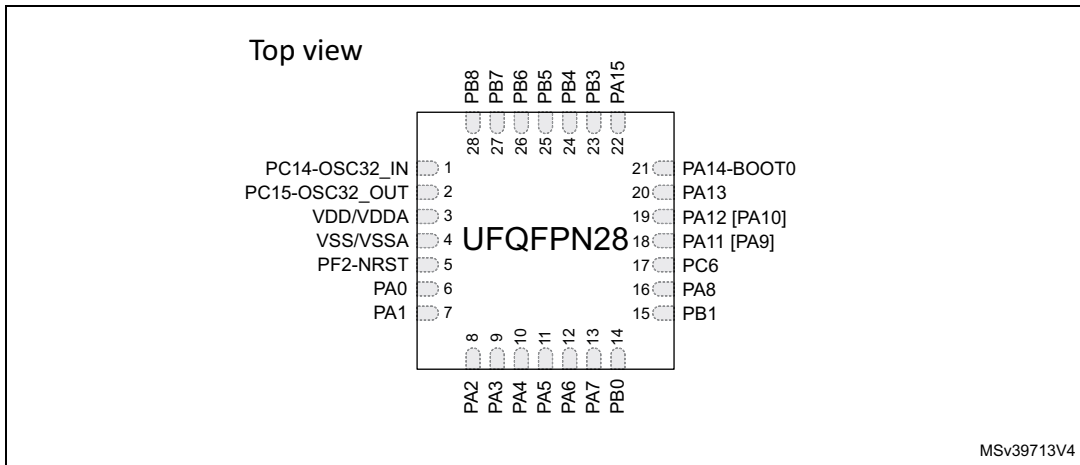 Top view
PB8
PB7
PB6
PB5
PB4
PB3
PA15
28
27
26
25
24
23
22
PC14-OSC32_IN 1
PC15-OSC32_OUT 2
VDD/VDDA 3
VSS/VSSA 4
PF2-NRST 5
PA0 6
PA1 7
UFQFPN28
21 PA14-BOOT0
20 PA13
19 PA12 [PA10]
18 PA11 [PA9]
17 PC6
16 PA8
15 PB1
8
9
10
11
12
13
14
PA2
PA3
PA4
PA5
PA6
PA7
PB0
MSv39713V4